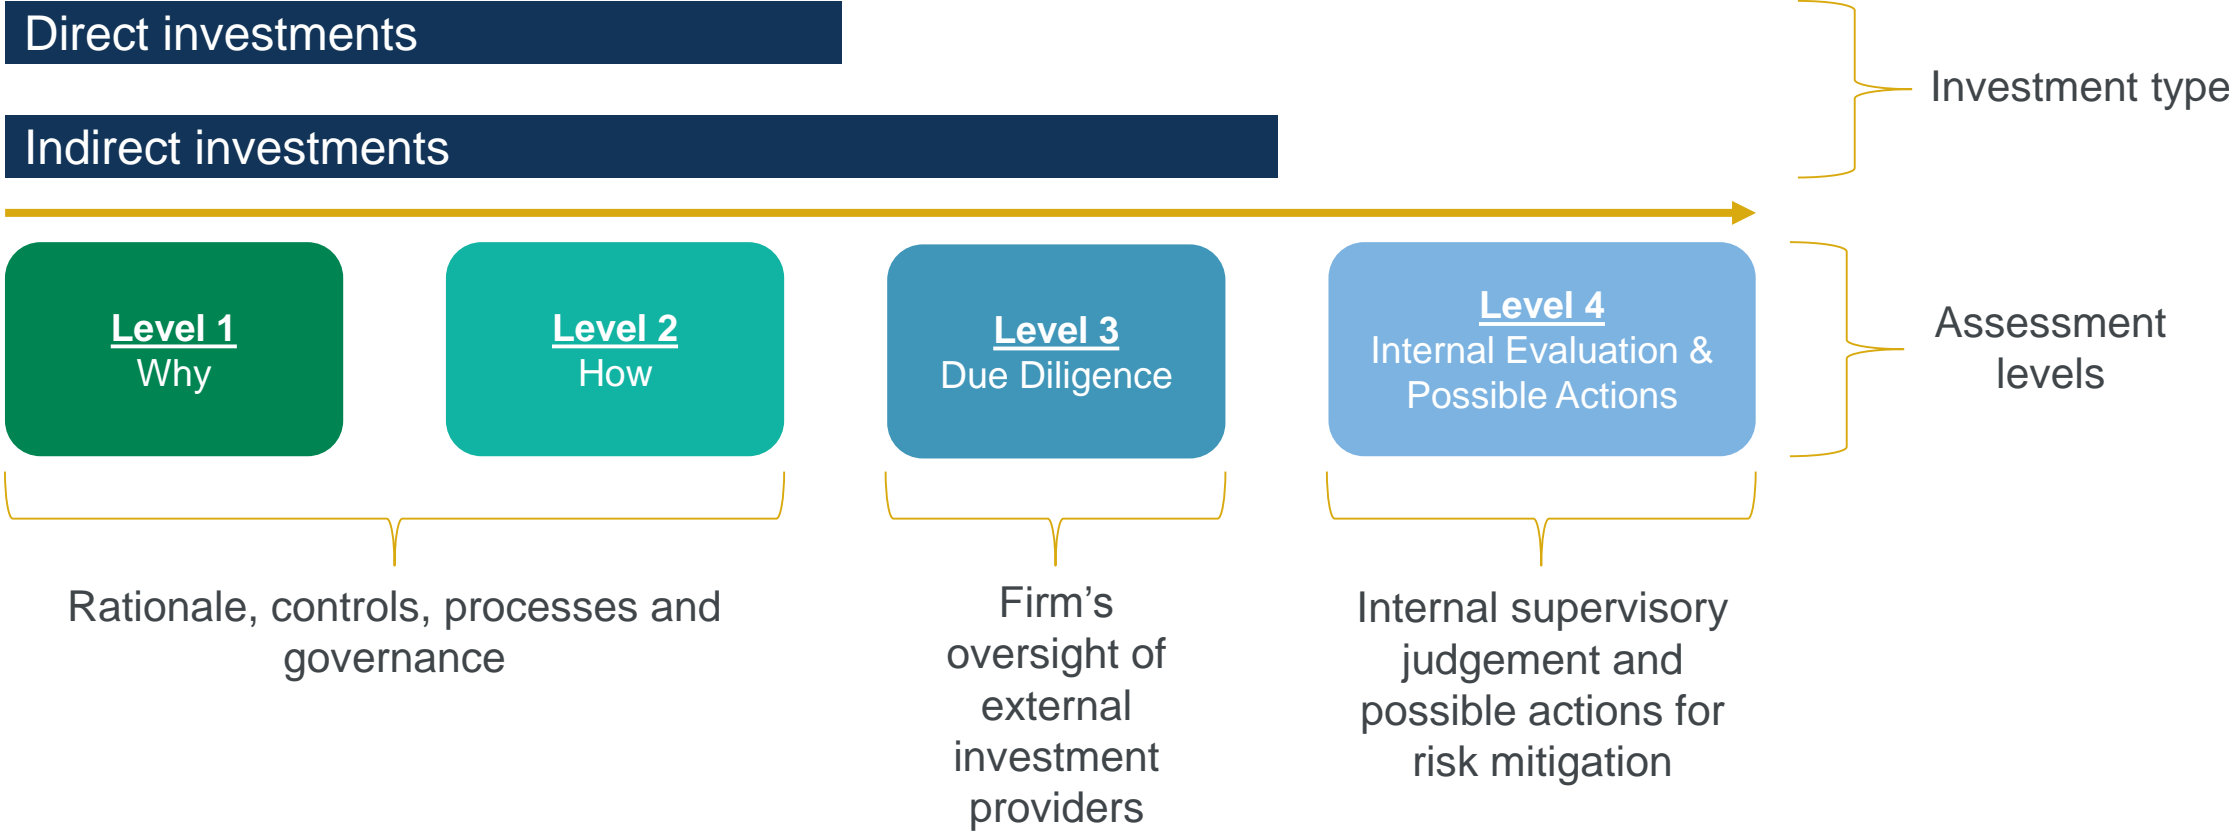 Direct investments
Investment type
Indirect investments
Level 1
Why
Level 2
How
Level 3
Due Diligence
Level 4
Internal Evaluation &
Possible Actions
Assessment
levels
Rationale, controls, processes and
governance
Firm’s
oversight of
external
investment
providers
Internal supervisory
judgement and
possible actions for
risk mitigation